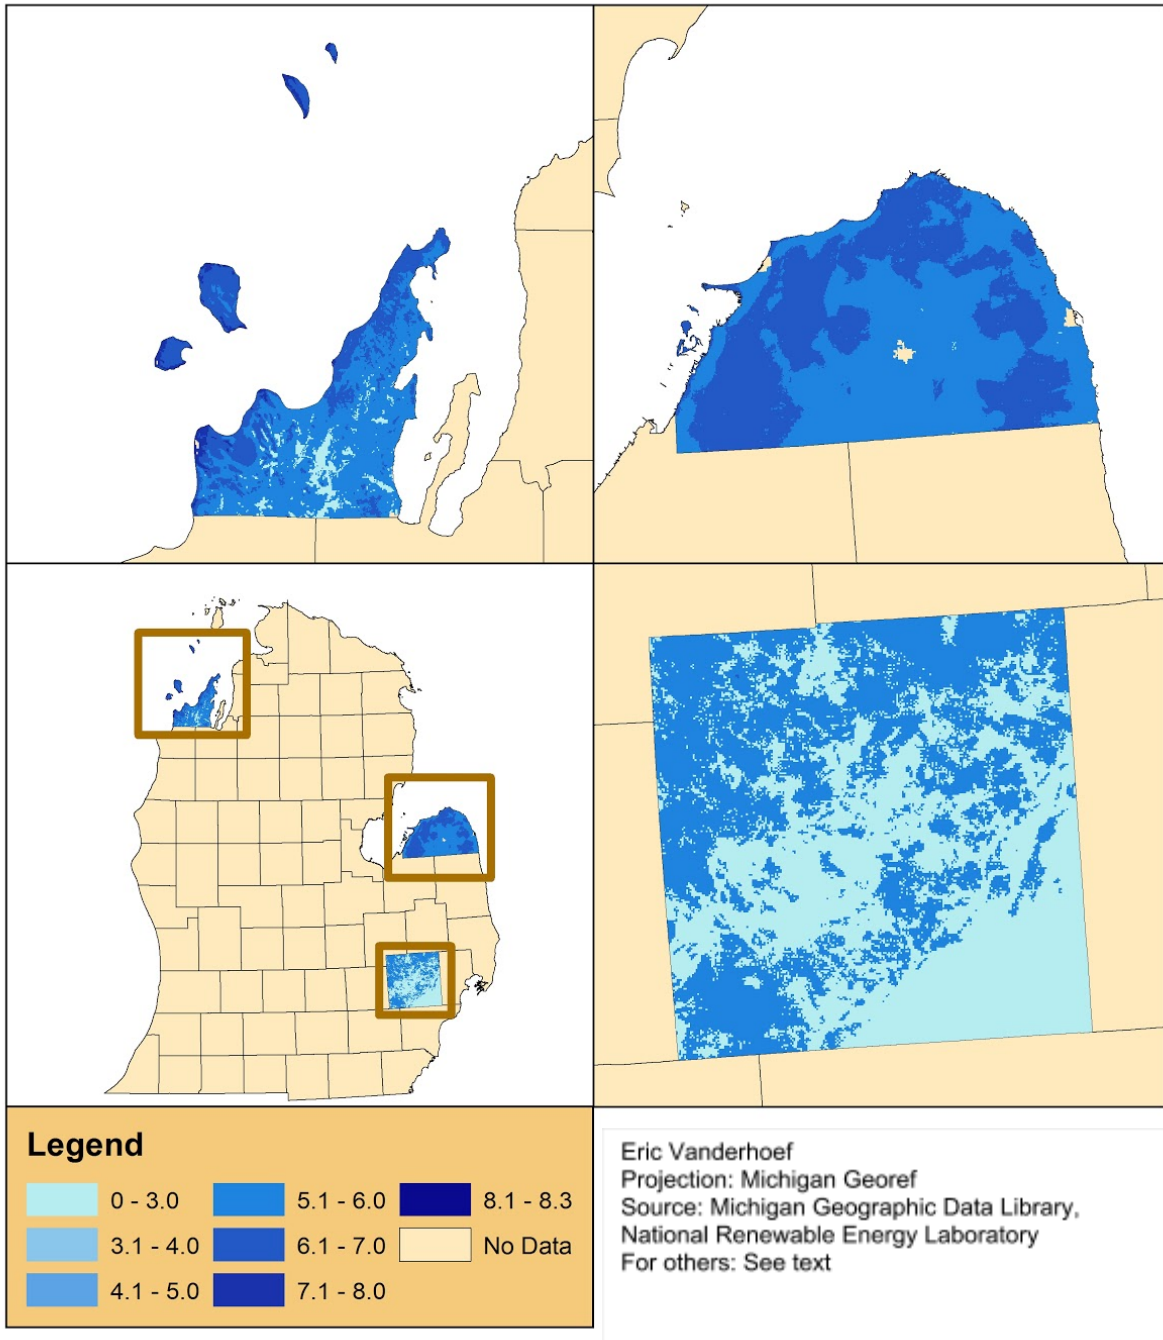 Legend
0 - 3.0
3.1 - 4.0
4.1 - 5.0
5.1 - 6.0
6.1 - 7.0
7.1 - 8.0
8.1 - 8.3
No Data
Eric Vanderhoef
Projection: Michigan Georef
Source: Michigan Geographic Data Library,
National Renewable Energy Laboratory
For others: See text